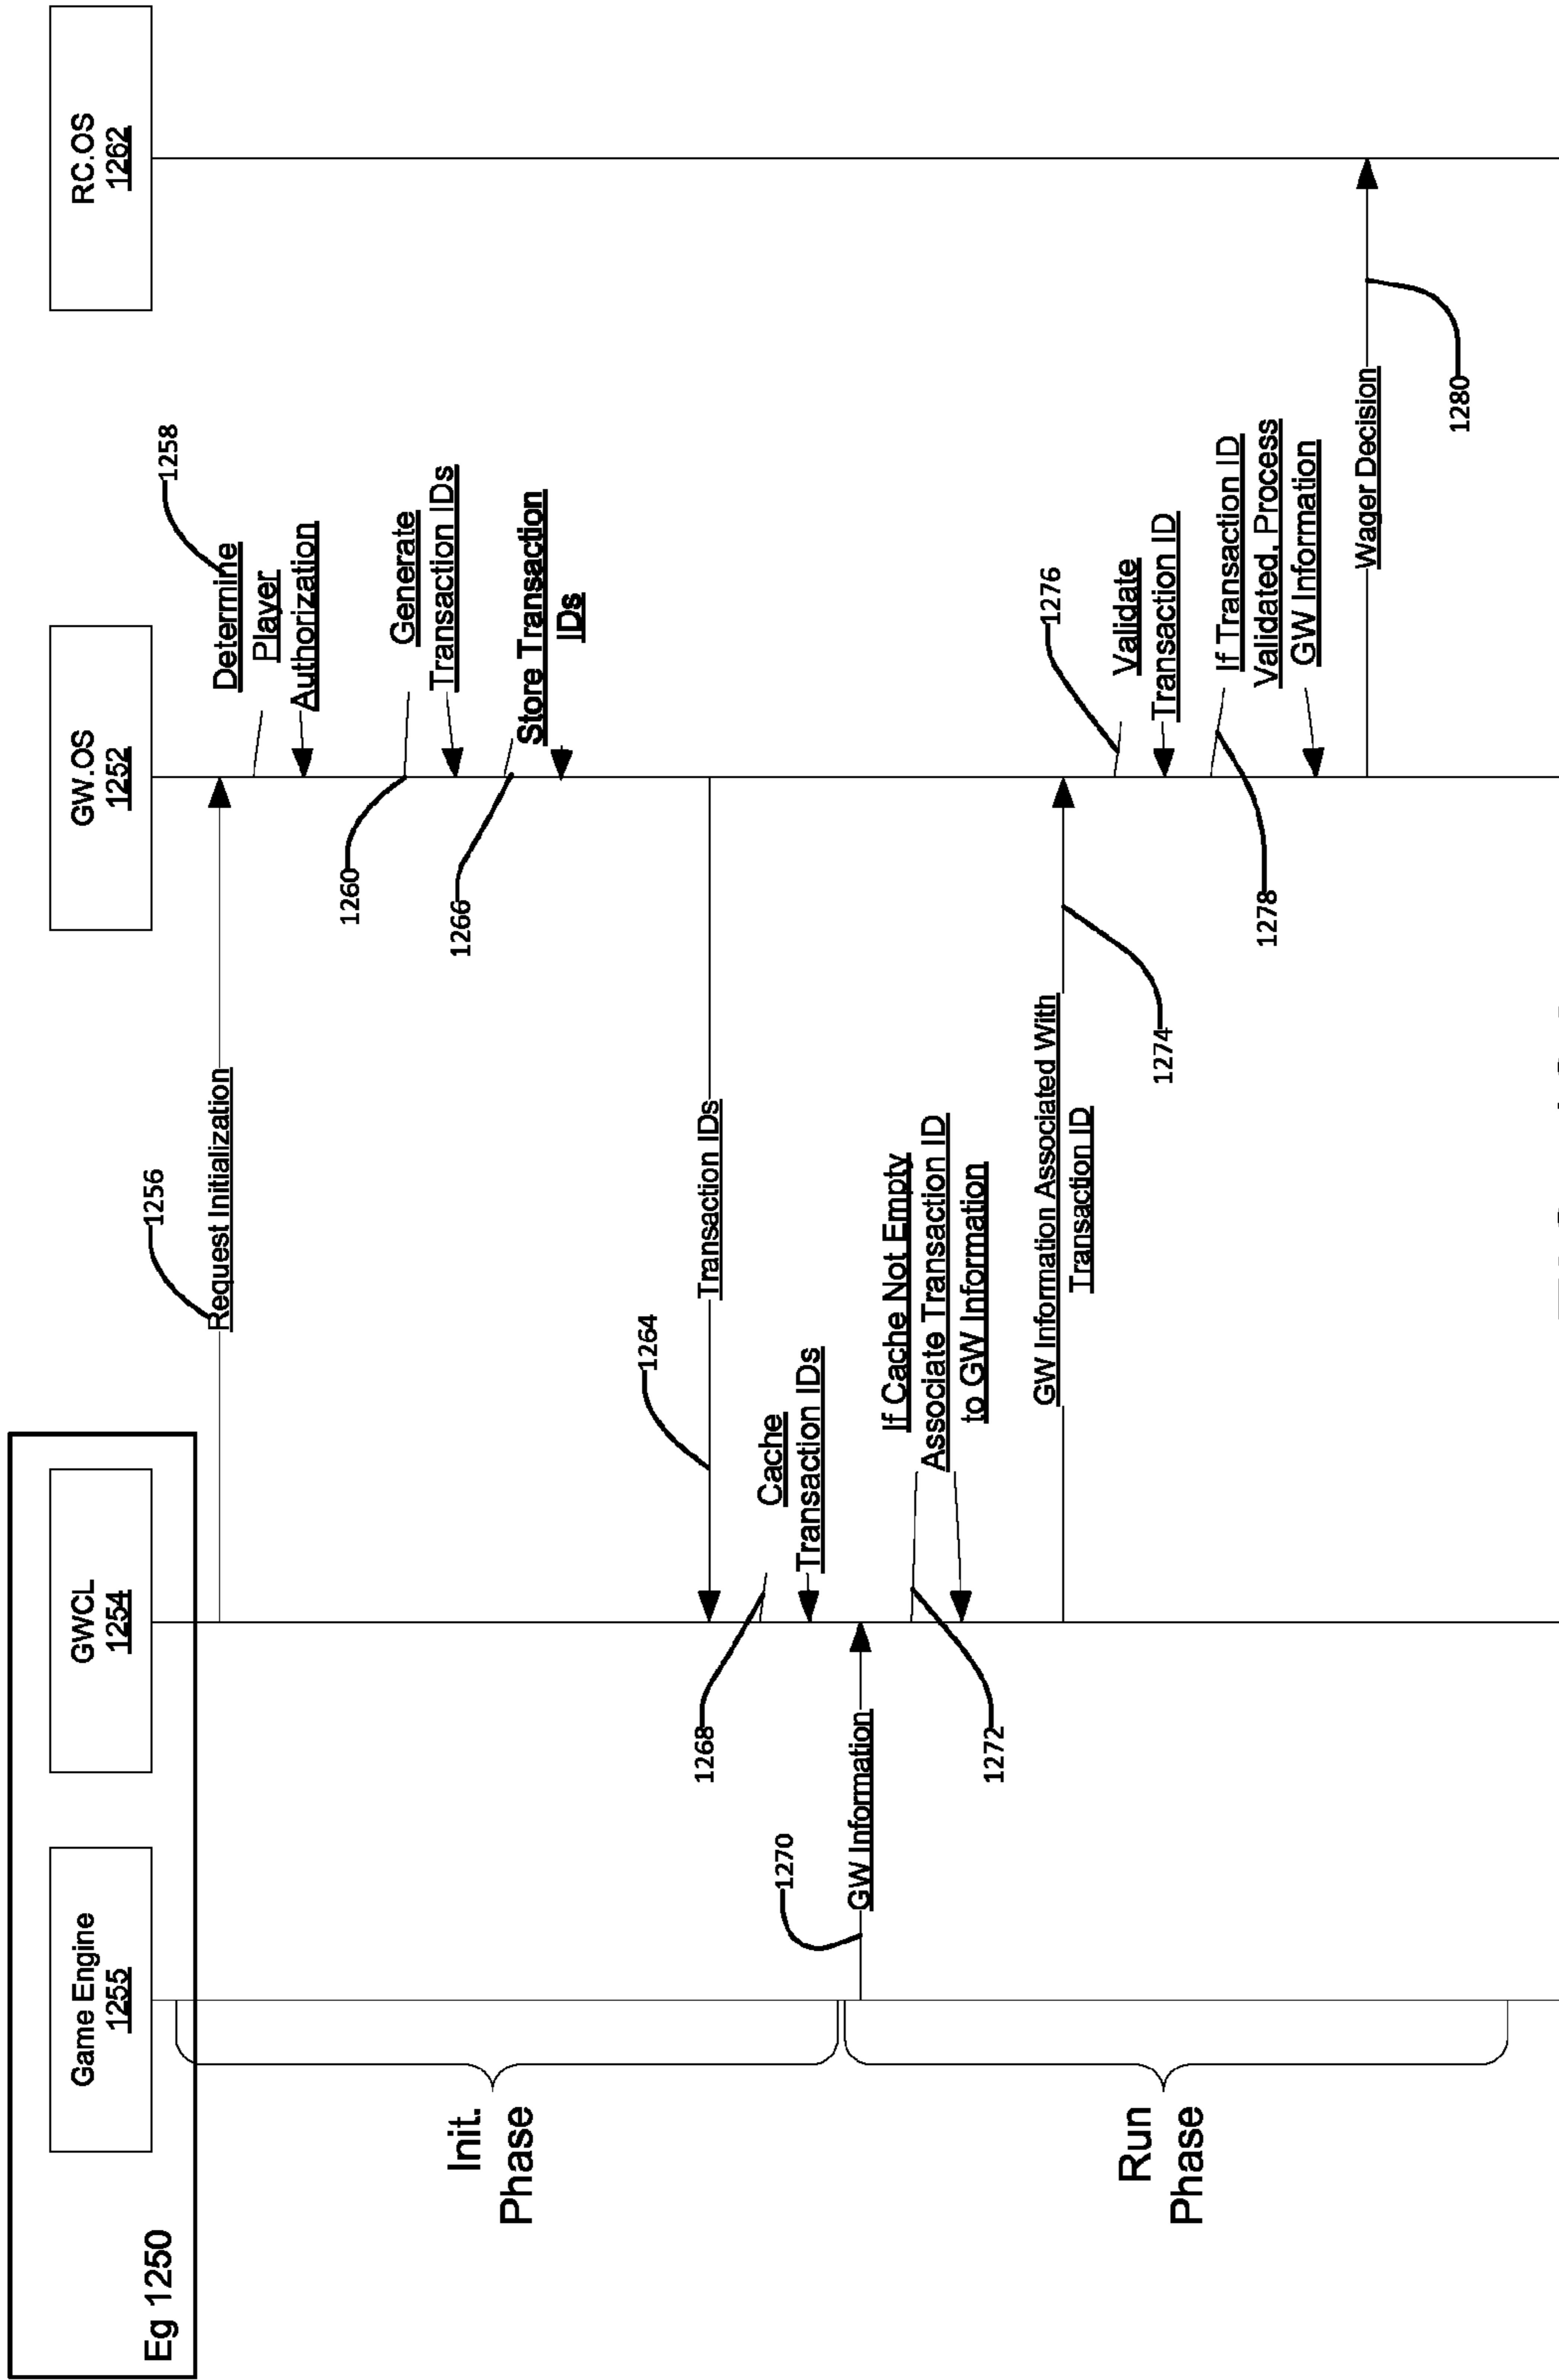 Eg 1250
Game Engine
1255
GWCL
1254
GW.OS
1252
RC.OS
1262
Init.
Phase
1256
Request Initialization
1258
Determine
Player
Authorization
1260
Generate
Transaction IDs
1266
Store Transaction
IDs
1264
Transaction IDs
1268
Cache
Transaction IDs
Run
Phase
1270
GW Information
1272
If Cache Not Empty
Associate Transaction ID
to GW Information
GW Information Associated With
Transaction ID
1274
1276
Validate
Transaction ID
1278
If Transaction ID
Validated, Process
GW Information
Wager Decision
1280